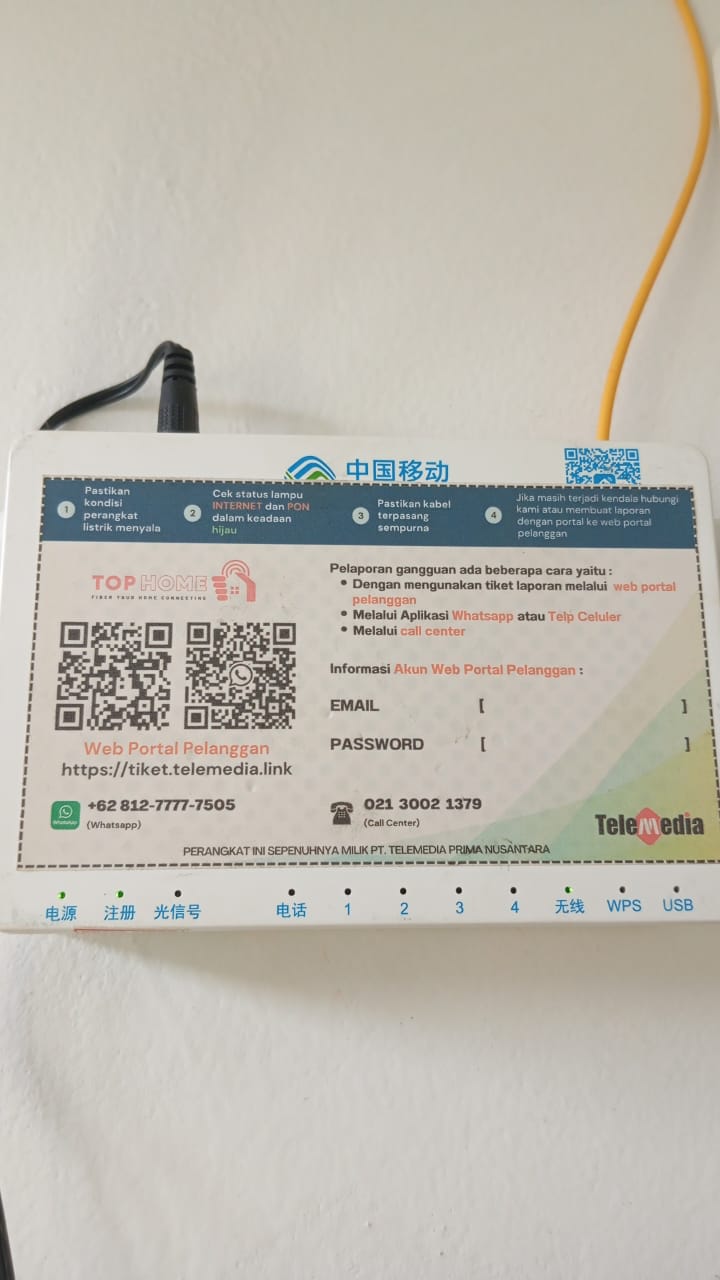 中国移动
1
Pastikan
kondisi
perangkat
listrik menyala
2
Cek status lampu
INTERNET dan PON
dalam keadaan
hijau
3
Pastikan kabel
terpasang
sempurna
4
Jika masih terjadi kendala hubungi
kami atau membuat laporan
dengan portal ke web portal
pelanggan
TOP HOME
FIBER YOUR HOME CONNECTING
Pelaporan gangguan ada beberapa cara yaitu :
• Dengan mengunakan tiket laporan melalui web portal
pelanggan
• Melalui Aplikasi Whatsapp atau Telp Celuler
• Melalui call center
Informasi Akun Web Portal Pelanggan :
EMAIL [ ]
PASSWORD [ ]
Web Portal Pelanggan
https://tiket.telemedia.link
WhatsApp
+62 812-7777-7505
(Whatsapp)
021 3002 1379
(Call Center)
TeleMedia
PERANGKAT INI SEPENUHNYA MILIK PT. TELEMEDIA PRIMA NUSANTARA
电源 注册 光信号 电话 1 2 3 4 无线 WPS USB